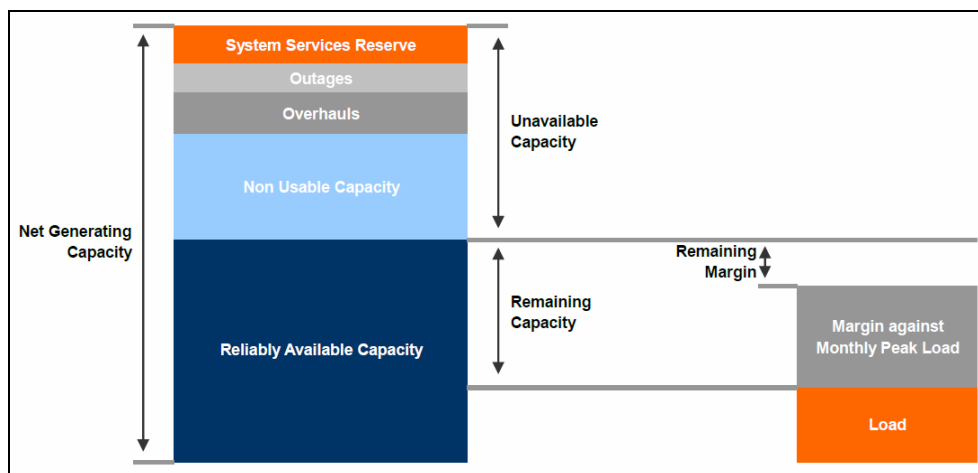 System Services Reserve
Outages
Overhauls
Unavailable
Capacity
Non Usable Capacity
Net Generating
Capacity
Remaining
Margin
Remaining
Capacity
Reliably Available Capacity
Margin against
Monthly Peak Load
Load